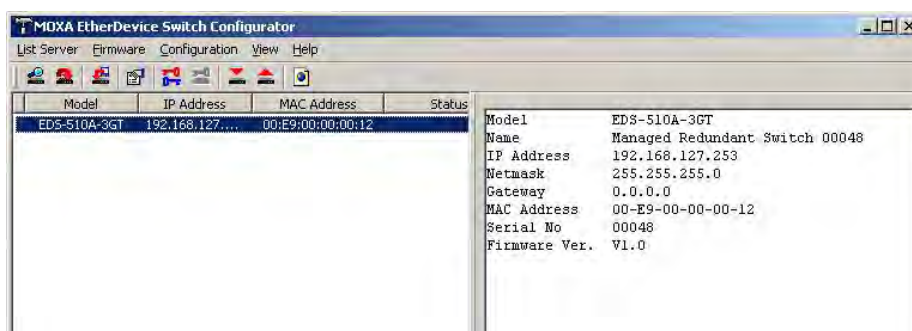 MOXA EtherDevice Switch Configurator
List Server Firmware Configuration View Help
Model IP Address MAC Address Status
EDS-510A-3GT 192.168.127.... 00:E9:00:00:00:12
Model EDS-510A-3GT
Name Managed Redundant Switch 00048
IP Address 192.168.127.253
Netmask 255.255.255.0
Gateway 0.0.0.0
MAC Address 00-E9-00-00-00-12
Serial No 00048
Firmware Ver. V1.0